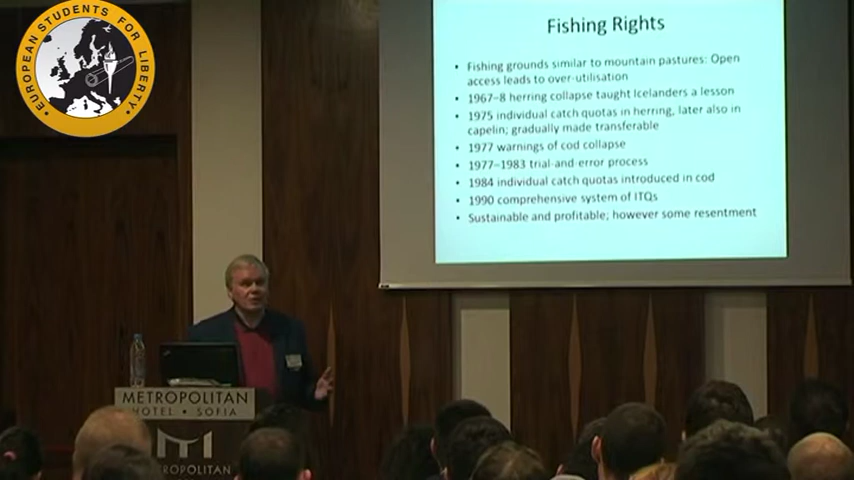 EUROPEAN STUDENTS FOR LIBERTY
Fishing Rights
• Fishing grounds similar to mountain pastures: Open
access leads to over-utilisation
• 1967–8 herring collapse taught Icelanders a lesson
• 1975 individual catch quotas in herring, later also in
capelin; gradually made transferable
• 1977 warnings of cod collapse
• 1977–1983 trial-and-error process
• 1984 individual catch quotas introduced in cod
• 1990 comprehensive system of ITQs
• Sustainable and profitable; however some resentment
METROPOLITAN
HOTEL • SOFIA
METROPOLITAN